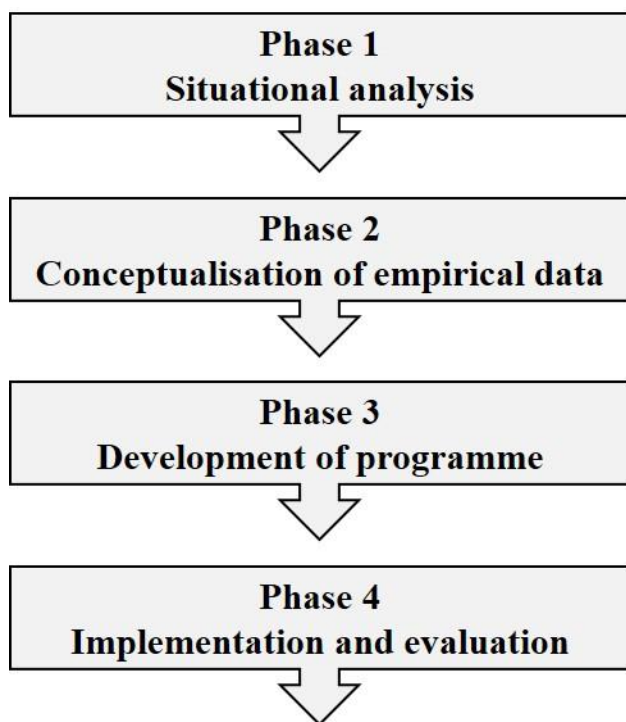 Phase 1
Situational analysis
Phase 2
Conceptualisation of empirical data
Phase 3
Development of programme
Phase 4
Implementation and evaluation